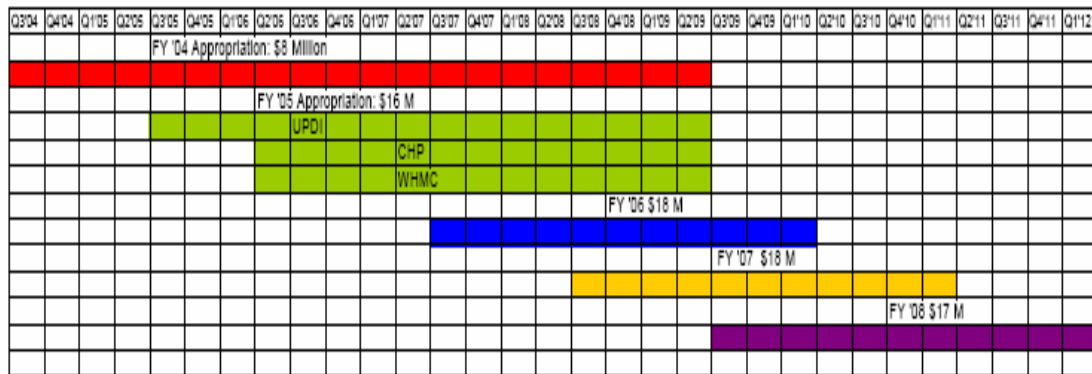 Q3'04 Q4'04 Q1'05 Q2'05 Q3'05 Q4'05 Q1'06 Q2'06 Q3'06 Q4'06 Q1'07 Q2'07 Q3'07 Q4'07 Q1'08 Q2'08 Q3'08 Q4'08 Q1'09 Q2'09 Q3'09 Q4'09 Q1'10 Q2'10 Q3'10 Q4'10 Q1'11 Q2'11 Q3'11 Q4'11 Q1'12
FY '04 Appropriation: $8 Million
FY '05 Appropriation: $16 M
UPDI
CHP
WHMC
FY '06 $18 M
FY '07 $18 M
FY '08 $17 M